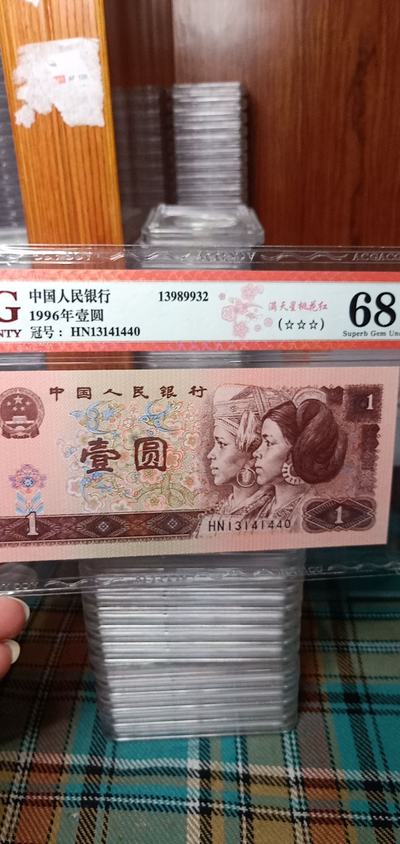 中国人民银行 13989932 满天星桃花红
G 1996年壹圆 (☆☆☆) 68
NTY 冠号： HN13141440 Superb Gem Unc
中国人民银行
1
壹圆
HN13141440
1
1